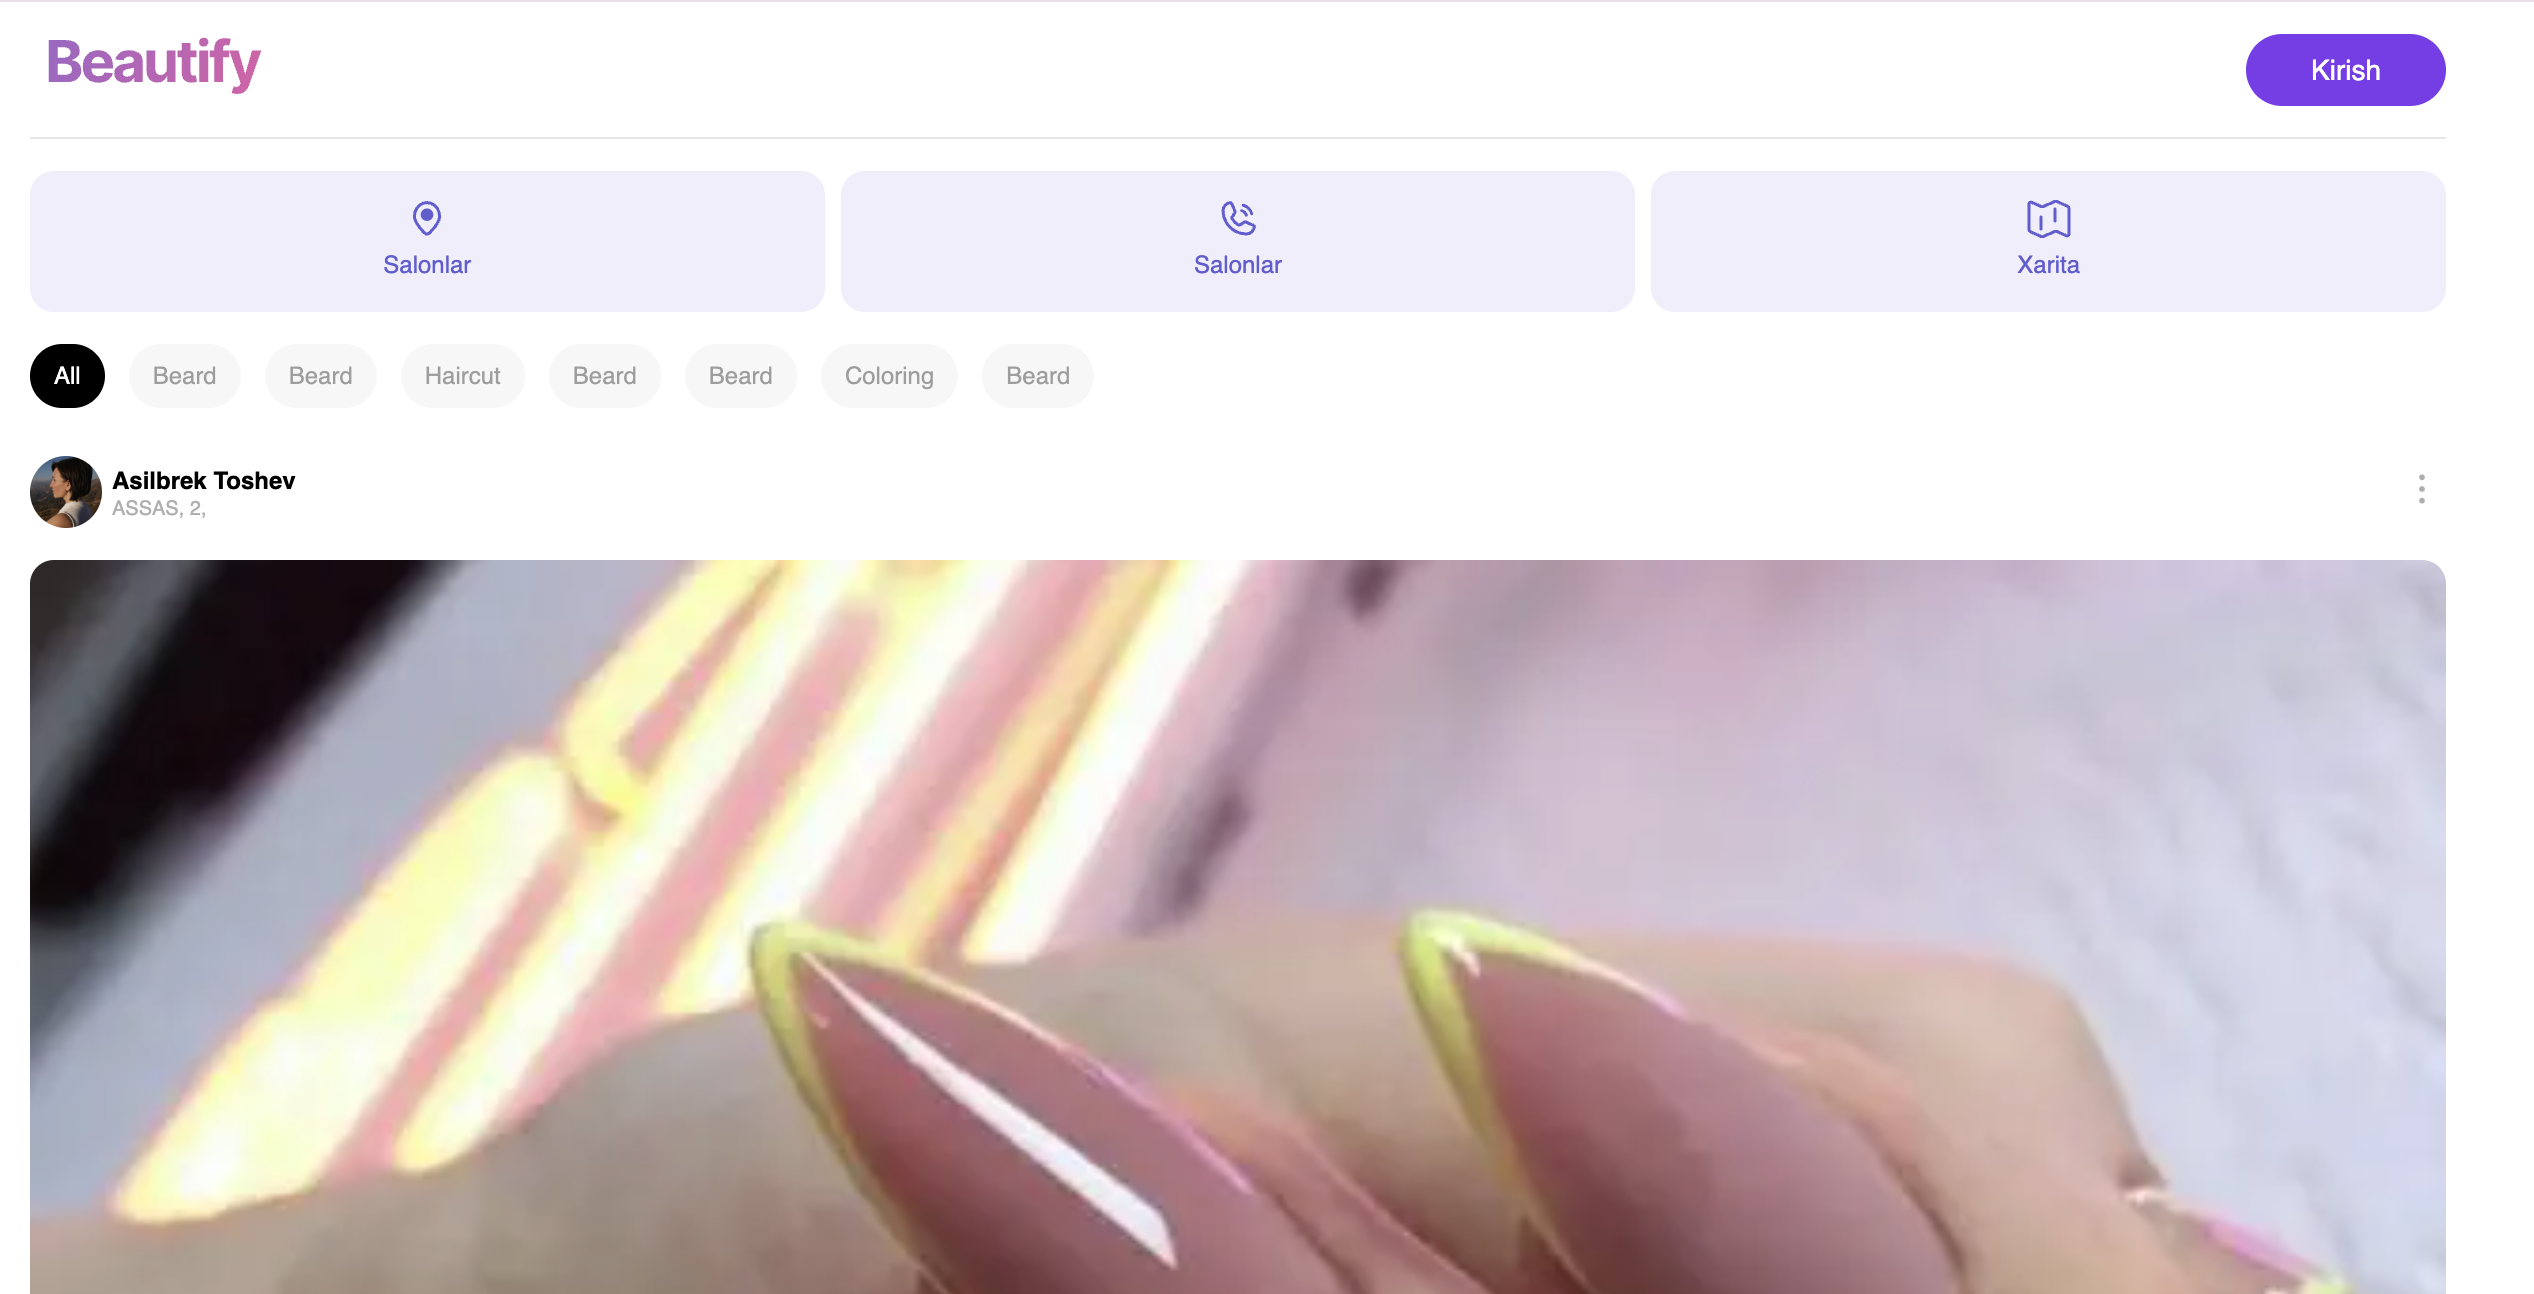 Beautify
Kirish
Salonlar
Salonlar
Xarita
All
Beard
Beard
Haircut
Beard
Beard
Coloring
Beard
Asilbrek Toshev
ASSAS, 2,